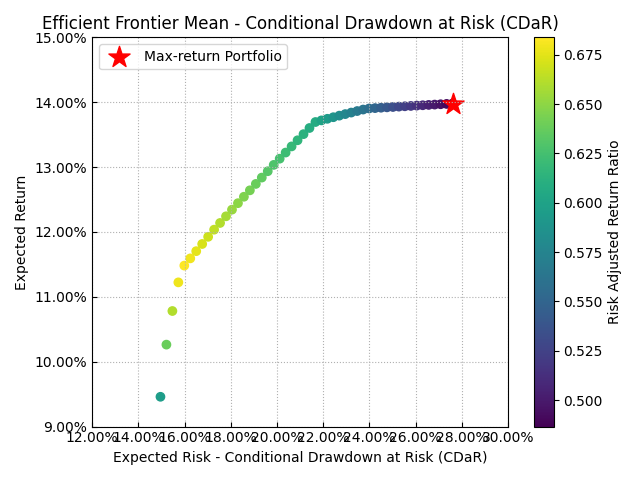 Efficient Frontier Mean - Conditional Drawdown at Risk (CDaR)
Max-return Portfolio
15.00%
14.00%
13.00%
12.00%
11.00%
10.00%
9.00%
Expected Return
12.00% 14.00% 16.00% 18.00% 20.00% 22.00% 24.00% 26.00% 28.00% 30.00%
Expected Risk - Conditional Drawdown at Risk (CDaR)
0.675
0.650
0.625
0.600
0.575
0.550
0.525
0.500
Risk Adjusted Return Ratio